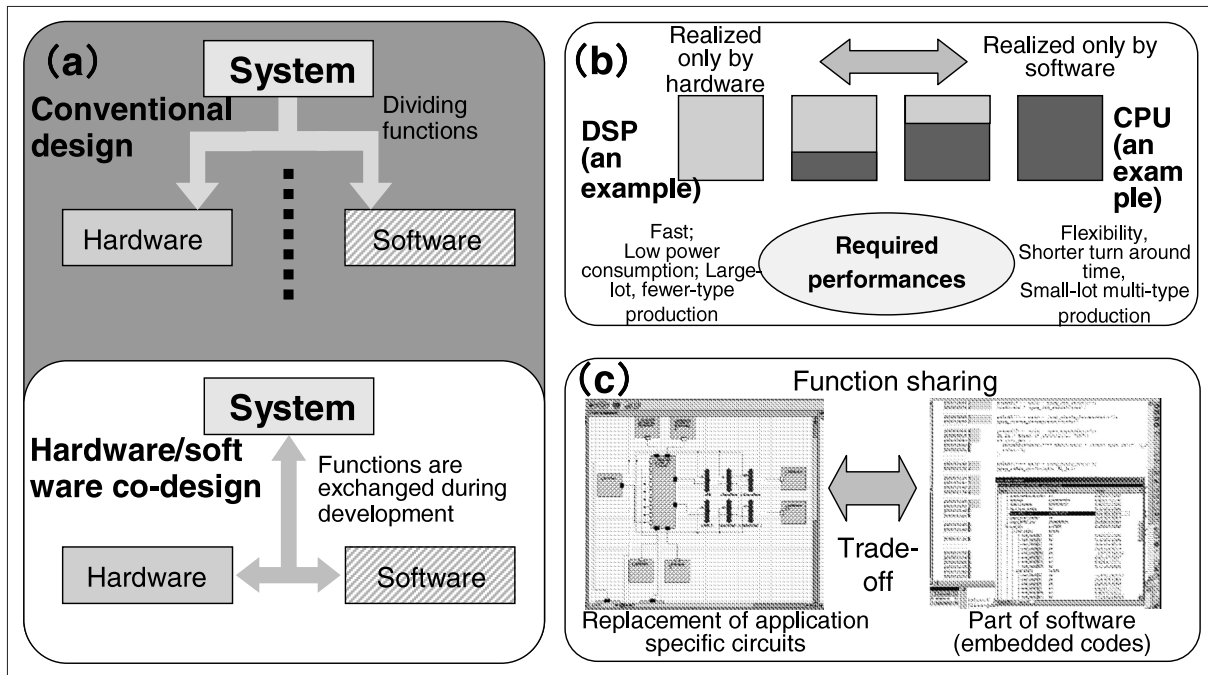 (a)
System
Conventional
design
Dividing
functions
Hardware
Software
System
Hardware/soft
ware co-design
Functions are
exchanged during
development
Hardware
Software
(b)
Realized
only by
hardware
Realized only by
software
DSP
(an
example)
CPU
(an
exam
ple)
Fast;
Low power
consumption; Large-
lot, fewer-type
production
Required
performances
Flexibility,
Shorter turn around
time,
Small-lot multi-type
production
(c)
Function sharing
Trade-
off
Replacement of application
specific circuits
Part of software
(embedded codes)